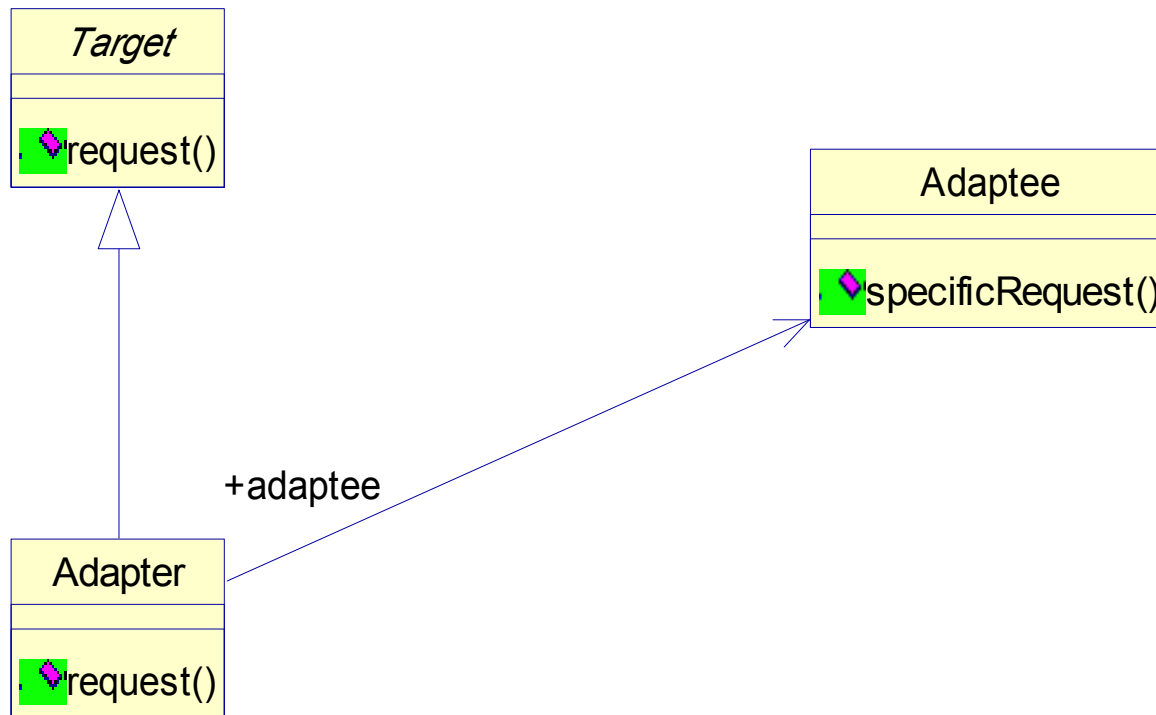 Target
request()
Adaptee
specificRequest()
+adaptee
Adapter
request()